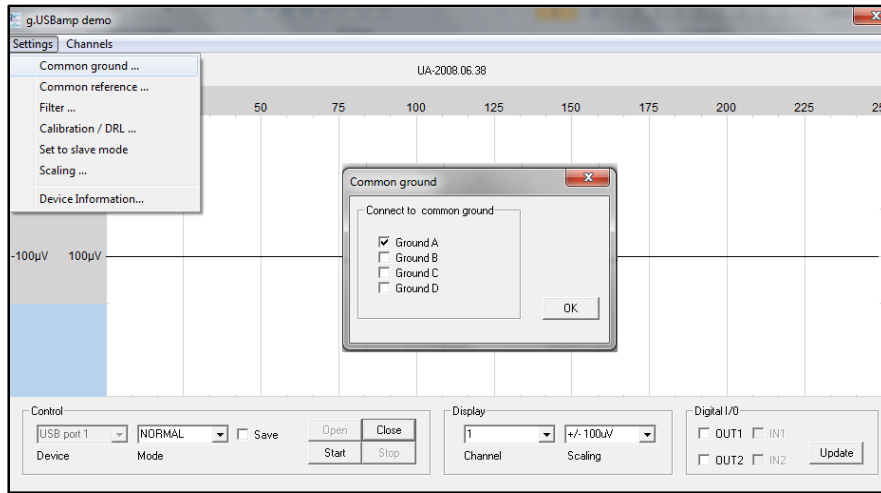 g.USBamp demo
Settings Channels
Common ground ...
Common reference ...
Filter ...
Calibration / DRL ...
Set to slave mode
Scaling ...
Device Information...
UA-2008.06.38
50 75 100 125 150 175 200 225
Common ground
Connect to common ground
Ground A
Ground B
Ground C
Ground D
OK
-100µV 100µV
Control
USB port 1 NORMAL Save Open Close
Device Mode Start Stop
Display
1 +/- 100uV
Channel Scaling
Digital I/O
OUT1 IN1
OUT2 IN2 Update